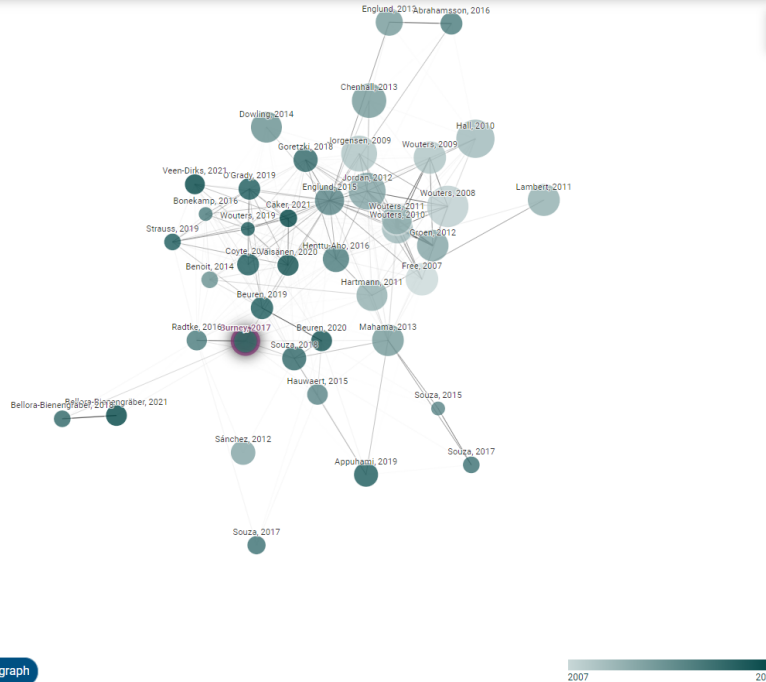 Englund, 2013
Abrahamsson, 2016
Chenhall, 2013
Dowling, 2014
Hall, 2010
Jorgensen, 2009
Wouters, 2009
Goretzki, 2018
Veen-Dirks, 2021
O'Grady, 2019
Jordan, 2012
Englund, 2015
Lambert, 2011
Wouters, 2008
Bonekamp, 2016
Caker, 2021
Wouters, 2011
Wouters, 2019
Wouters, 2010
Strauss, 2019
Groen, 2012
Henttu-Aho, 2016
Väisänen, 2020
Benoit, 2014
Free, 2007
Hartmann, 2011
Beuren, 2019
Radtke, 2016
Burney, 2017
Beuren, 2020
Mahama, 2013
Hauwaert, 2015
Souza, 2015
Bellora-Bienengräber, 2021
Sánchez, 2012
Souza, 2017
Appuhami, 2019
Souza, 2017
graph
2007